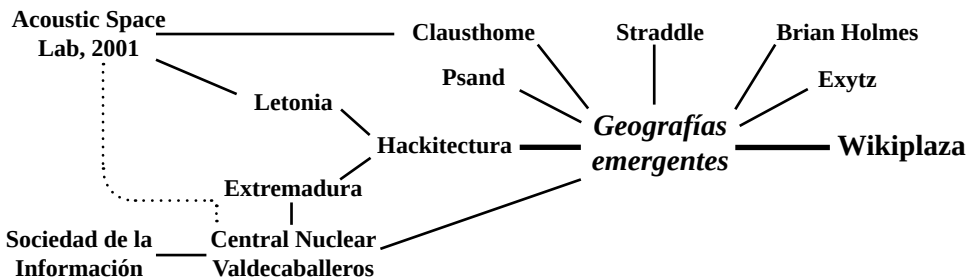 Acoustic Space
Lab, 2001
Clausthome
Straddle
Brian Holmes
Psand
Exytz
Letonia
Geografías
emergentes
Hackitectura
Wikiplaza
Extremadura
Sociedad de la
Información
Central Nuclear
Valdecaballeros